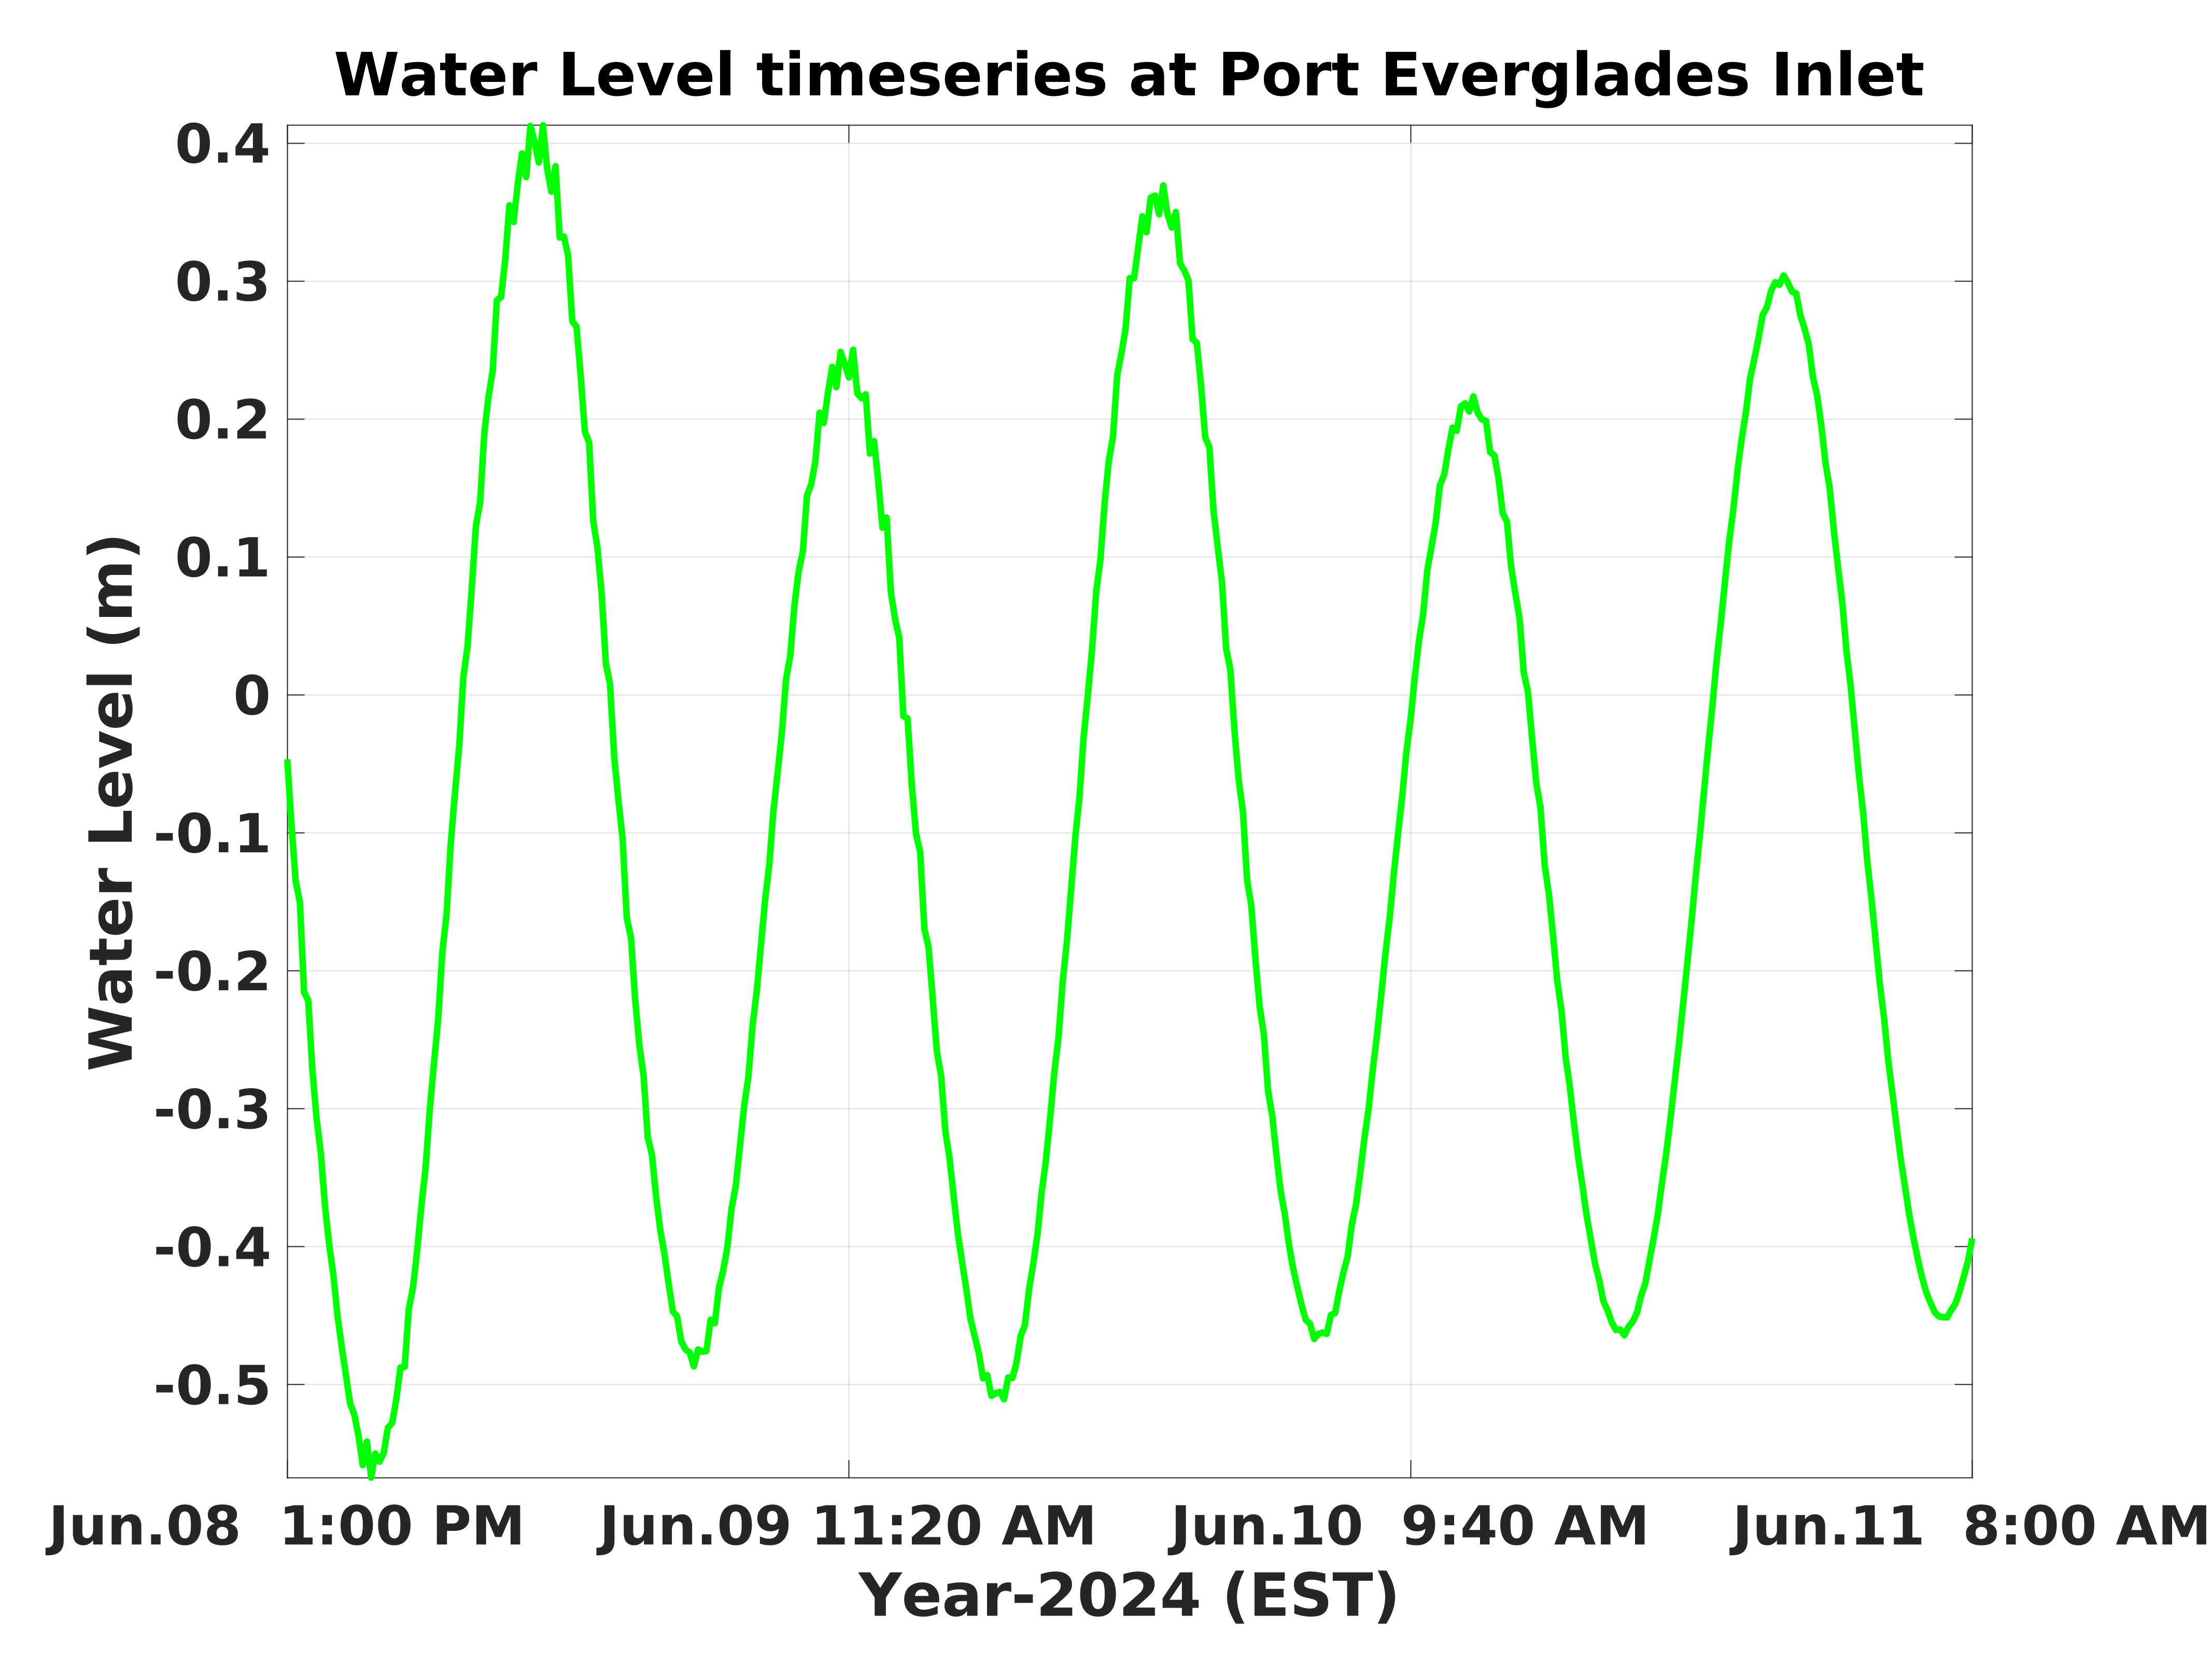 Water Level timeseries at Port Everglades Inlet
0.4
0.3
0.2
0.1
0
-0.1
-0.2
-0.3
-0.4
-0.5
Water Level (m)
Jun.08 1:00 PM Jun.09 11:20 AM Jun.10 9:40 AM Jun.11 8:00 AM
Year-2024 (EST)